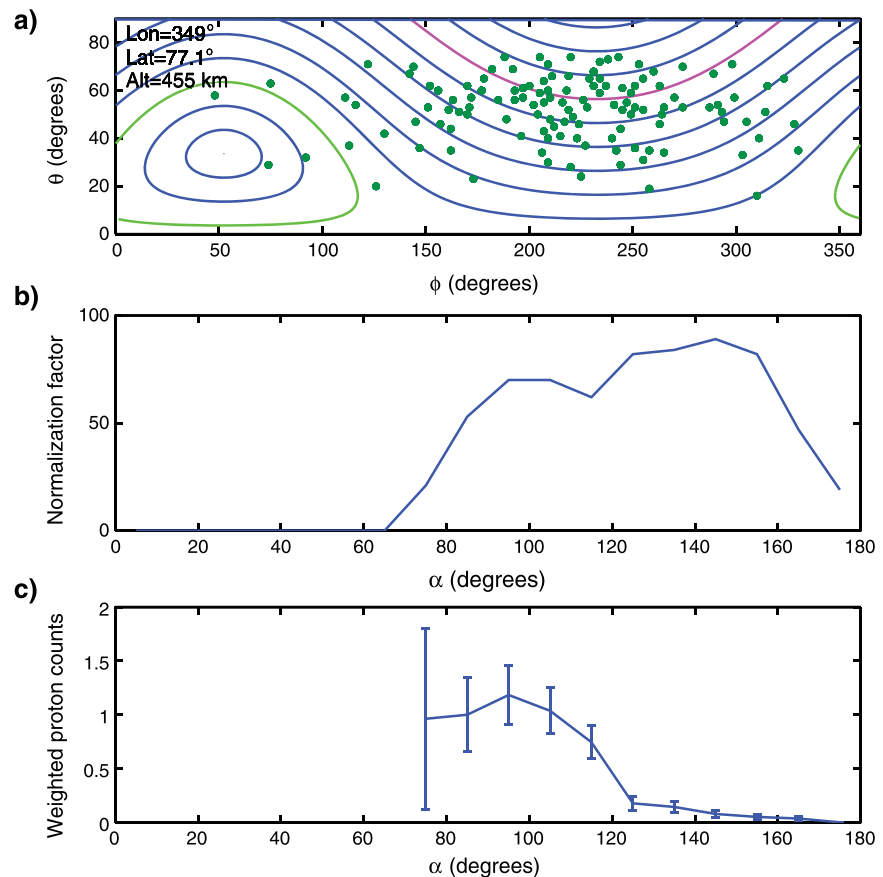 a)
Lon=349°
Lat=77.1°
Alt=455 km
80
60
40
20
0
θ (degrees)
0 50 100 150 200 250 300 350
ϕ (degrees)
b)
100
50
0
Normalization factor
0 20 40 60 80 100 120 140 160 180
α (degrees)
c)
2
1.5
1
0.5
0
Weighted proton counts
0 20 40 60 80 100 120 140 160 180
α (degrees)